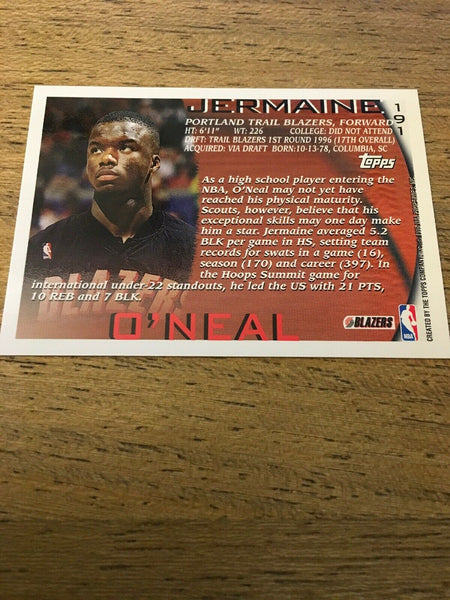 JERMAINE
191
PORTLAND TRAIL BLAZERS, FORWARD
HT: 6'11" WT: 226 COLLEGE: DID NOT ATTEND
DRFT: TRAIL BLAZERS 1ST ROUND 1996 (17TH OVERALL)
ACQUIRED: VIA DRAFT BORN:10-13-78, COLUMBIA, SC
Topps
As a high school player entering the
NBA, O'Neal may not yet have
reached his physical maturity.
Scouts, however, believe that his
exceptional skills may one day make
him a star. Jermaine averaged 5.2
BLK per game in HS, setting team
records for swats in a game (16),
season (170) and career (397). In
the Hoops Summit game for
international under-22 standouts, he led the US with 21 PTS,
10 REB and 7 BLK.
BLAZERS
O'NEAL
BLAZERS
NBA
CREATED BY THE TOPPS COMPANY,